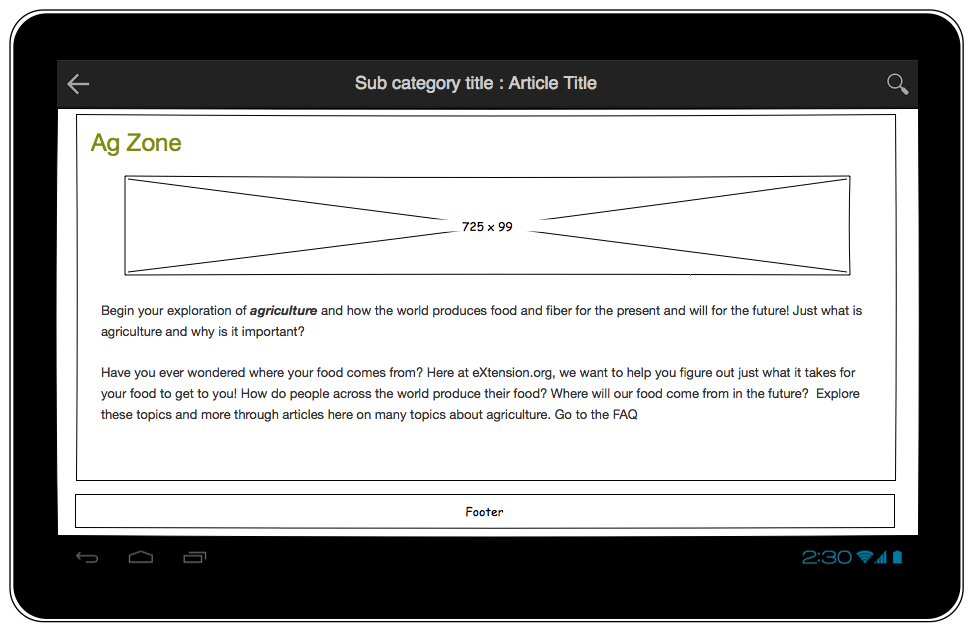 Sub category title : Article Title
Ag Zone
725 x 99
Begin your exploration of agriculture and how the world produces food and fiber for the present and will for the future! Just what is
agriculture and why is it important?
Have you ever wondered where your food comes from? Here at eXtension.org, we want to help you figure out just what it takes for
your food to get to you! How do people across the world produce their food? Where will our food come from in the future?  Explore
these topics and more through articles here on many topics about agriculture. Go to the FAQ
Footer
2:30